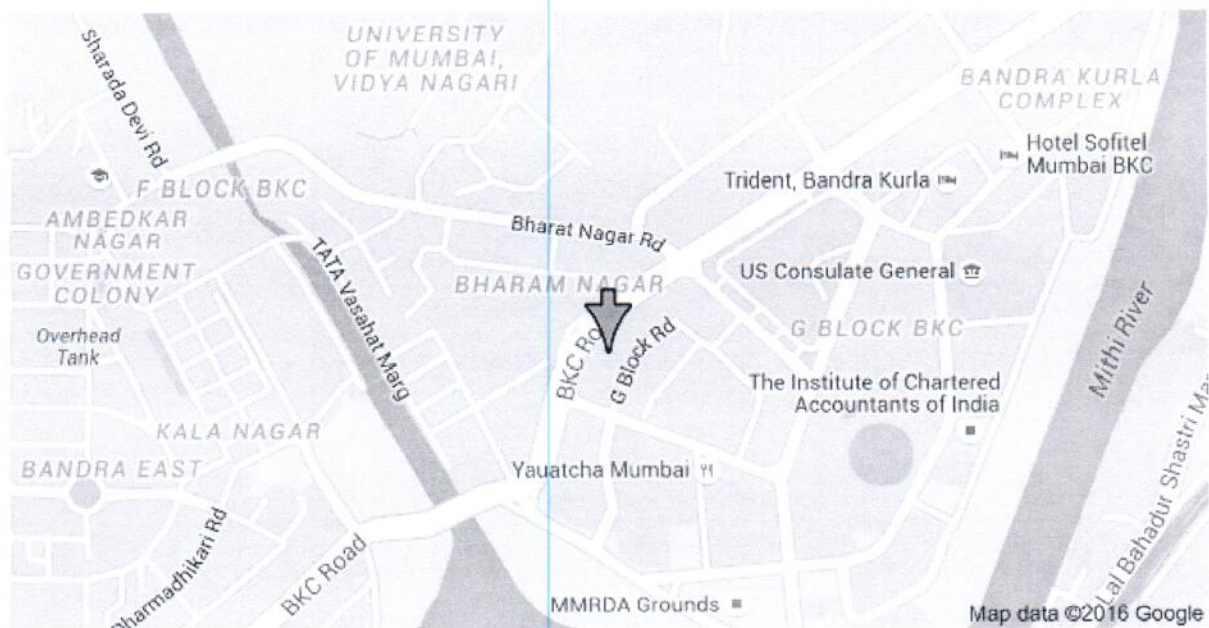 UNIVERSITY
OF MUMBAI,
VIDYA NAGARI
Sharada Devi Rd
BANDRA KURLA
COMPLEX
Hotel Sofitel
Mumbai BKC
Trident, Bandra Kurla
F BLOCK BKC
AMBEDKAR
NAGAR
Bharat Nagar Rd
GOVERNMENT
COLONY
TATA Vasahat Marg
BHARAM NAGAR
US Consulate General
G BLOCK BKC
Overhead
Tank
BKC
G Block Rd
Mithi River
The Institute of Chartered
Accountants of India
KALA NAGAR
BANDRA EAST
Yauatcha Mumbai
Lal Bahadur Shastri
Dharmadhikari Rd
BKC Road
MMRDA Grounds
Map data ©2016 Google